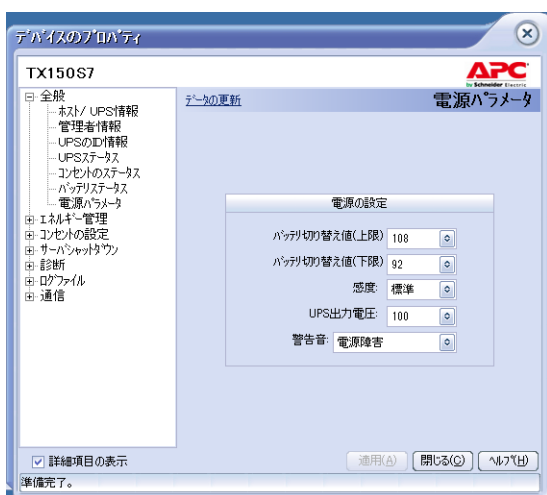 ﾃﾞﾊﾞｲｽのﾌﾟﾛﾊﾟﾃｨ
TX150S7
APC
by Schneider Electric
全般
ﾎｽﾄ/ UPS情報
管理者情報
UPSのID情報
UPSｽﾃｰﾀｽ
ｺﾝｾﾝﾄのｽﾃｰﾀｽ
ﾊﾞｯﾃﾘｽﾃｰﾀｽ
電源ﾊﾟﾗﾒｰﾀ
ｴﾈﾙｷﾞｰ管理
ｺﾝｾﾝﾄの設定
ｻｰﾊﾞｼｬｯﾄﾀﾞｳﾝ
診断
ﾛｸﾞﾌｧｲﾙ
通信
ﾃﾞｰﾀの更新
電源ﾊﾟﾗﾒｰﾀ
電源の設定
ﾊﾞｯﾃﾘ切り替え値(上限) 108
ﾊﾞｯﾃﾘ切り替え値(下限) 92
感度: 標準
UPS出力電圧: 100
警告音: 電源障害
詳細項目の表示
適用(A) 閉じる(C) ﾍﾙﾌﾟ(H)
準備完了。